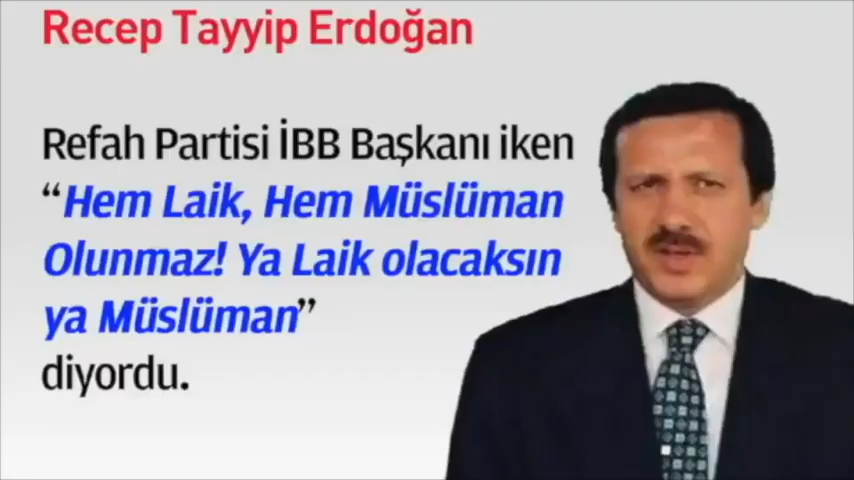 Recep Tayyip Erdoğan
Refah Partisi İBB Başkanı iken
“Hem Laik, Hem Müslüman
Olunmaz! Ya Laik olacaksın
ya Müslüman”
diyordu.